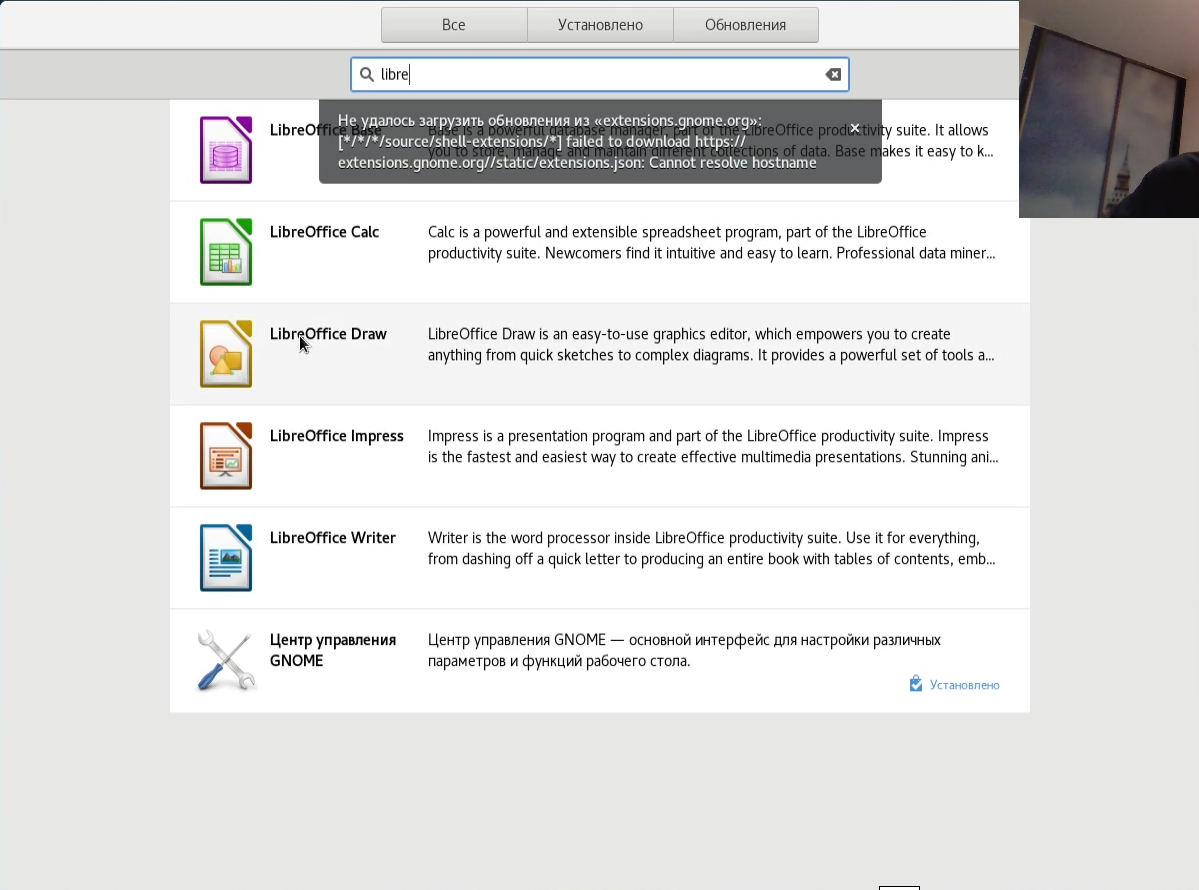 Все
Установлено
Обновления
libre
Не удалось загрузить обновления из «extensions.gnome.org»:
[*/*/*/source/shell-extensions/*] failed to download https://
extensions.gnome.org//static/extensions.json: Cannot resolve hostname
LibreOffice Base
Base is a powerful database manager, part of the LibreOffice productivity suite. It allows
you to store, manage and maintain different collections of data. Base makes it easy to k...
LibreOffice Calc
Calc is a powerful and extensible spreadsheet program, part of the LibreOffice
productivity suite. Newcomers find it intuitive and easy to learn. Professional data miner...
LibreOffice Draw
LibreOffice Draw is an easy-to-use graphics editor, which empowers you to create
anything from quick sketches to complex diagrams. It provides a powerful set of tools a...
LibreOffice Impress
Impress is a presentation program and part of the LibreOffice productivity suite. Impress
is the fastest and easiest way to create effective multimedia presentations. Stunning ani...
LibreOffice Writer
Writer is the word processor inside LibreOffice productivity suite. Use it for everything,
from dashing off a quick letter to producing an entire book with tables of contents, emb...
Центр управления
GNOME
Центр управления GNOME — основной интерфейс для настройки различных
параметров и функций рабочего стола.
Установлено